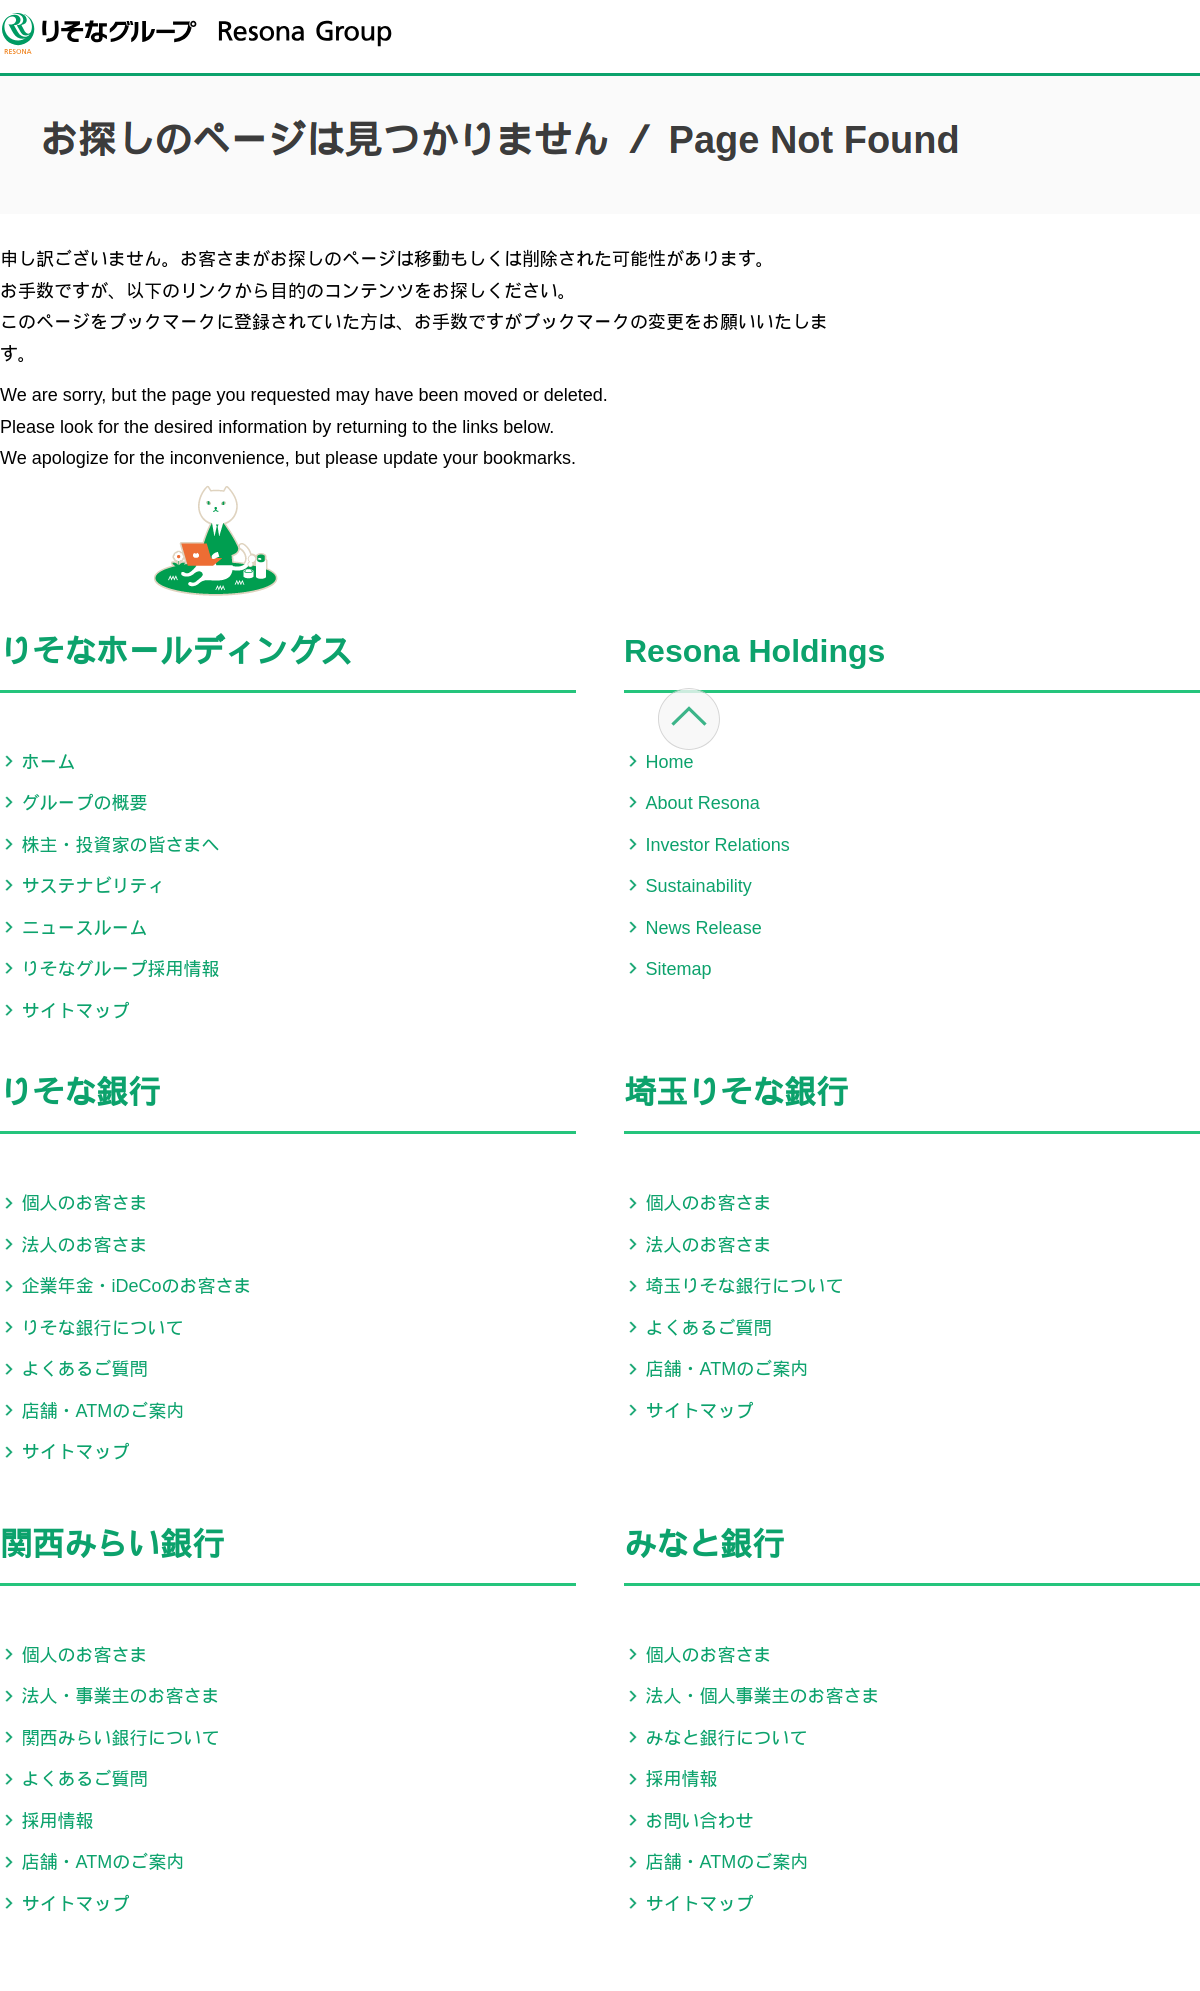 りそなグループ Resona Group
RESONA
お探しのページは見つかりません / Page Not Found
申し訳ございません。お客さまがお探しのページは移動もしくは削除された可能性があります。
お手数ですが、以下のリンクから目的のコンテンツをお探しください。
このページをブックマークに登録されていた方は、お手数ですがブックマークの変更をお願いいたしま
す。
We are sorry, but the page you requested may have been moved or deleted.
Please look for the desired information by returning to the links below.
We apologize for the inconvenience, but please update your bookmarks.
りそなホールディングス
ホーム
グループの概要
株主・投資家の皆さまへ
サステナビリティ
ニュースルーム
りそなグループ採用情報
サイトマップ
Resona Holdings
Home
About Resona
Investor Relations
Sustainability
News Release
Sitemap
りそな銀行
個人のお客さま
法人のお客さま
企業年金・iDeCoのお客さま
りそな銀行について
よくあるご質問
店舗・ATMのご案内
サイトマップ
埼玉りそな銀行
個人のお客さま
法人のお客さま
埼玉りそな銀行について
よくあるご質問
店舗・ATMのご案内
サイトマップ
関西みらい銀行
個人のお客さま
法人・事業主のお客さま
関西みらい銀行について
よくあるご質問
採用情報
店舗・ATMのご案内
サイトマップ
みなと銀行
個人のお客さま
法人・個人事業主のお客さま
みなと銀行について
採用情報
お問い合わせ
店舗・ATMのご案内
サイトマップ